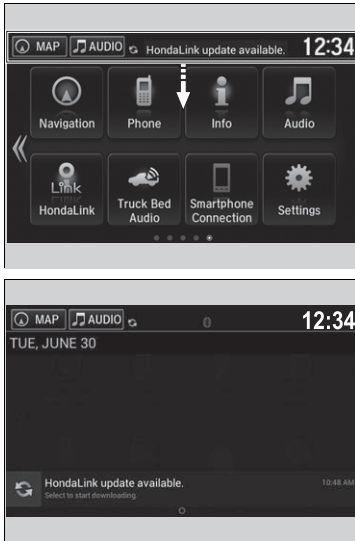 MAP AUDIO HondaLink update available. 12:34
Navigation Phone Info Audio
Link
HondaLink Truck Bed Audio Smartphone Connection Settings
MAP AUDIO 12:34
TUE, JUNE 30
HondaLink update available. 10:48 AM
Select to start downloading.